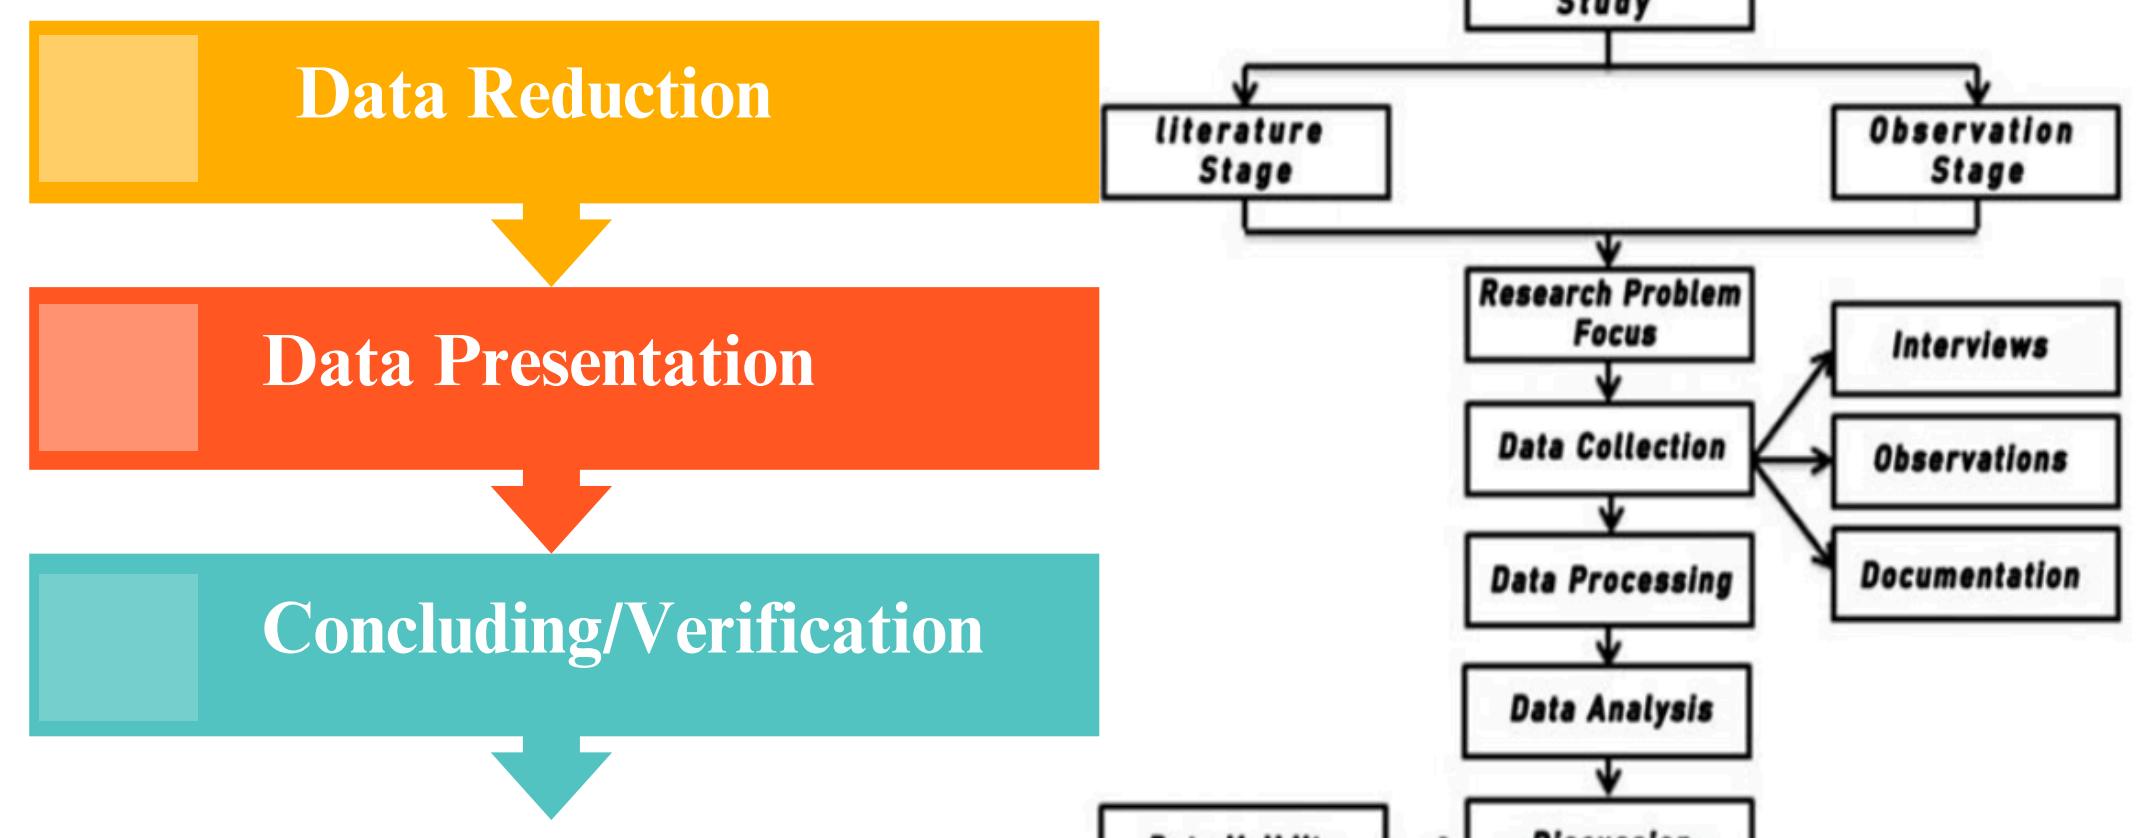 Data Reduction
Data Presentation
Concluding/Verification
Study
literature
Stage
Observation
Stage
Research Problem
Focus
Data Collection
Interviews
Observations
Documentation
Data Processing
Data Analysis